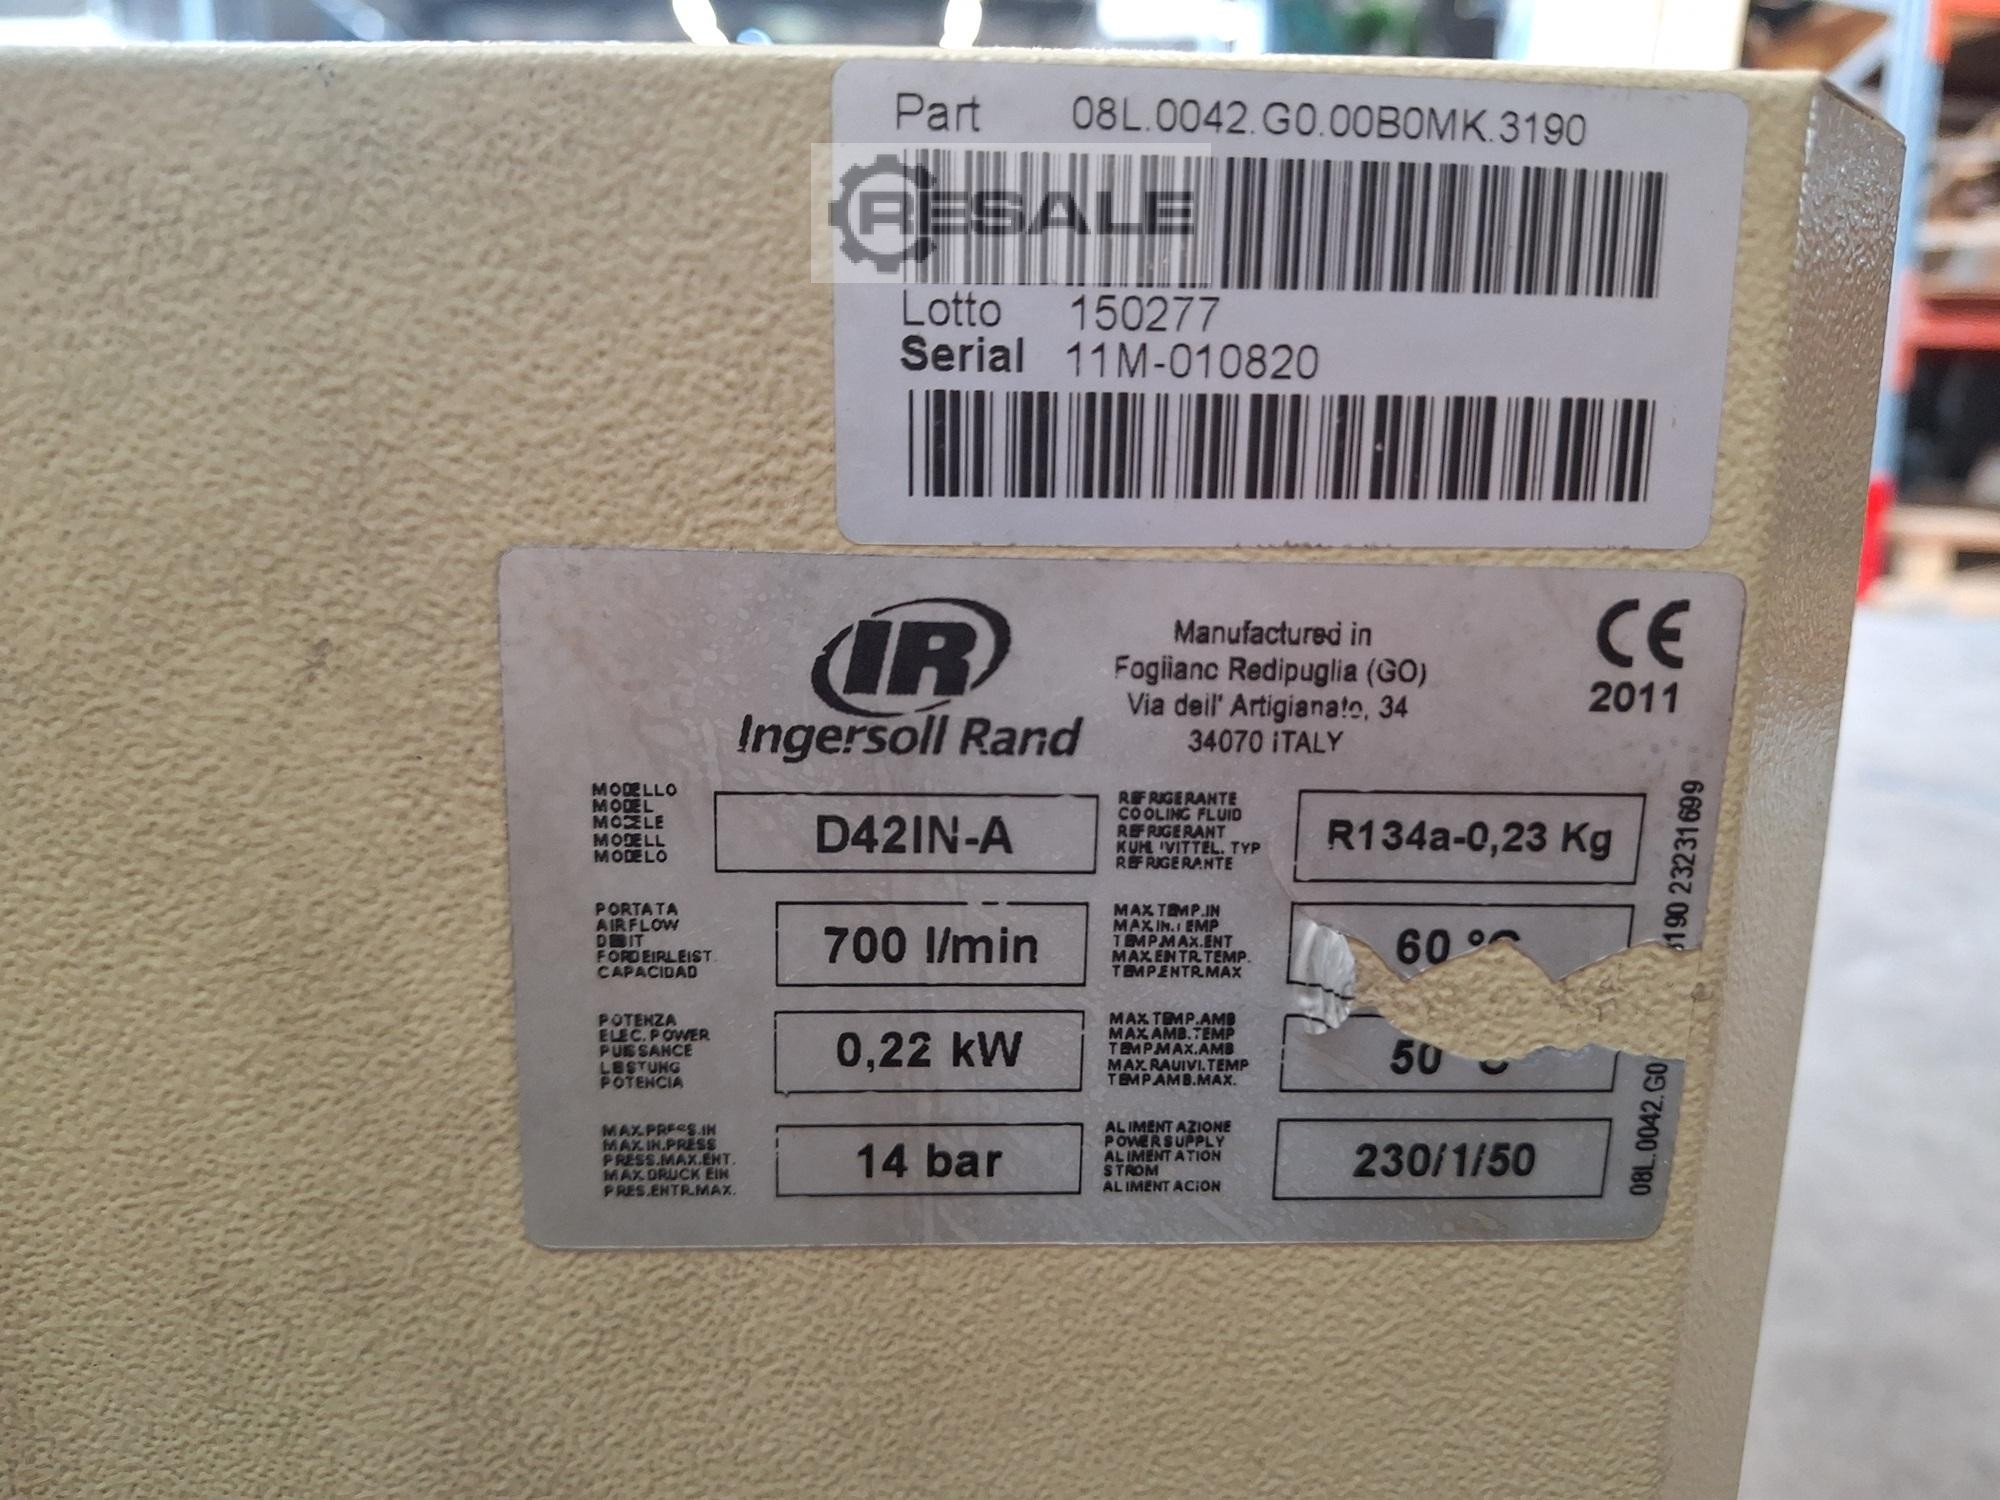 Part 08L.0042.G0.00B0MK.3190
RESALE
Lotto 150277
Serial 11M-010820
IR
Ingersoll Rand
Manufactured in
Foglianc Redipuglia (GO)
Via dell' Artigianato, 34
34070 ITALY
CE
2011
MODELLO
MODEL
MODELE
MODELL
MODELO
D42IN-A
REFRIGERANTE
COOLING FLUID
REFRIGERANT
TYP
REFRIGERANTE
R134a-0,23 Kg
PORTATA
AIRFLOW
DEBIT
CAPACIDAD
700 l/min
MAX.TEMP.IN
MAX.IN.TEMP
TEMP.MAX.ENT
MAX.ENTR.TEMP.
TEMP.ENTR.MAX
60 °C
POTENZA
ELEC. POWER
PUISSANCE
LEISTUNG
POTENCIA
0,22 kW
MAX.TEMP.AMB
MAX.AMB.TEMP
TEMP.MAX.AMB
TEMP.AMB.MAX.
50 °C
MAX.PRESS.IN
MAX.IN.PRESS
PRESS.MAX.ENT.
MAX.DRUCK EIN
PRES.ENTR.MAX.
14 bar
ALIMENTAZIONE
POWER SUPPLY
ALIMENTATION
STROM
ALIMENTACION
230/1/50
08L.0042.G0
190 23231699